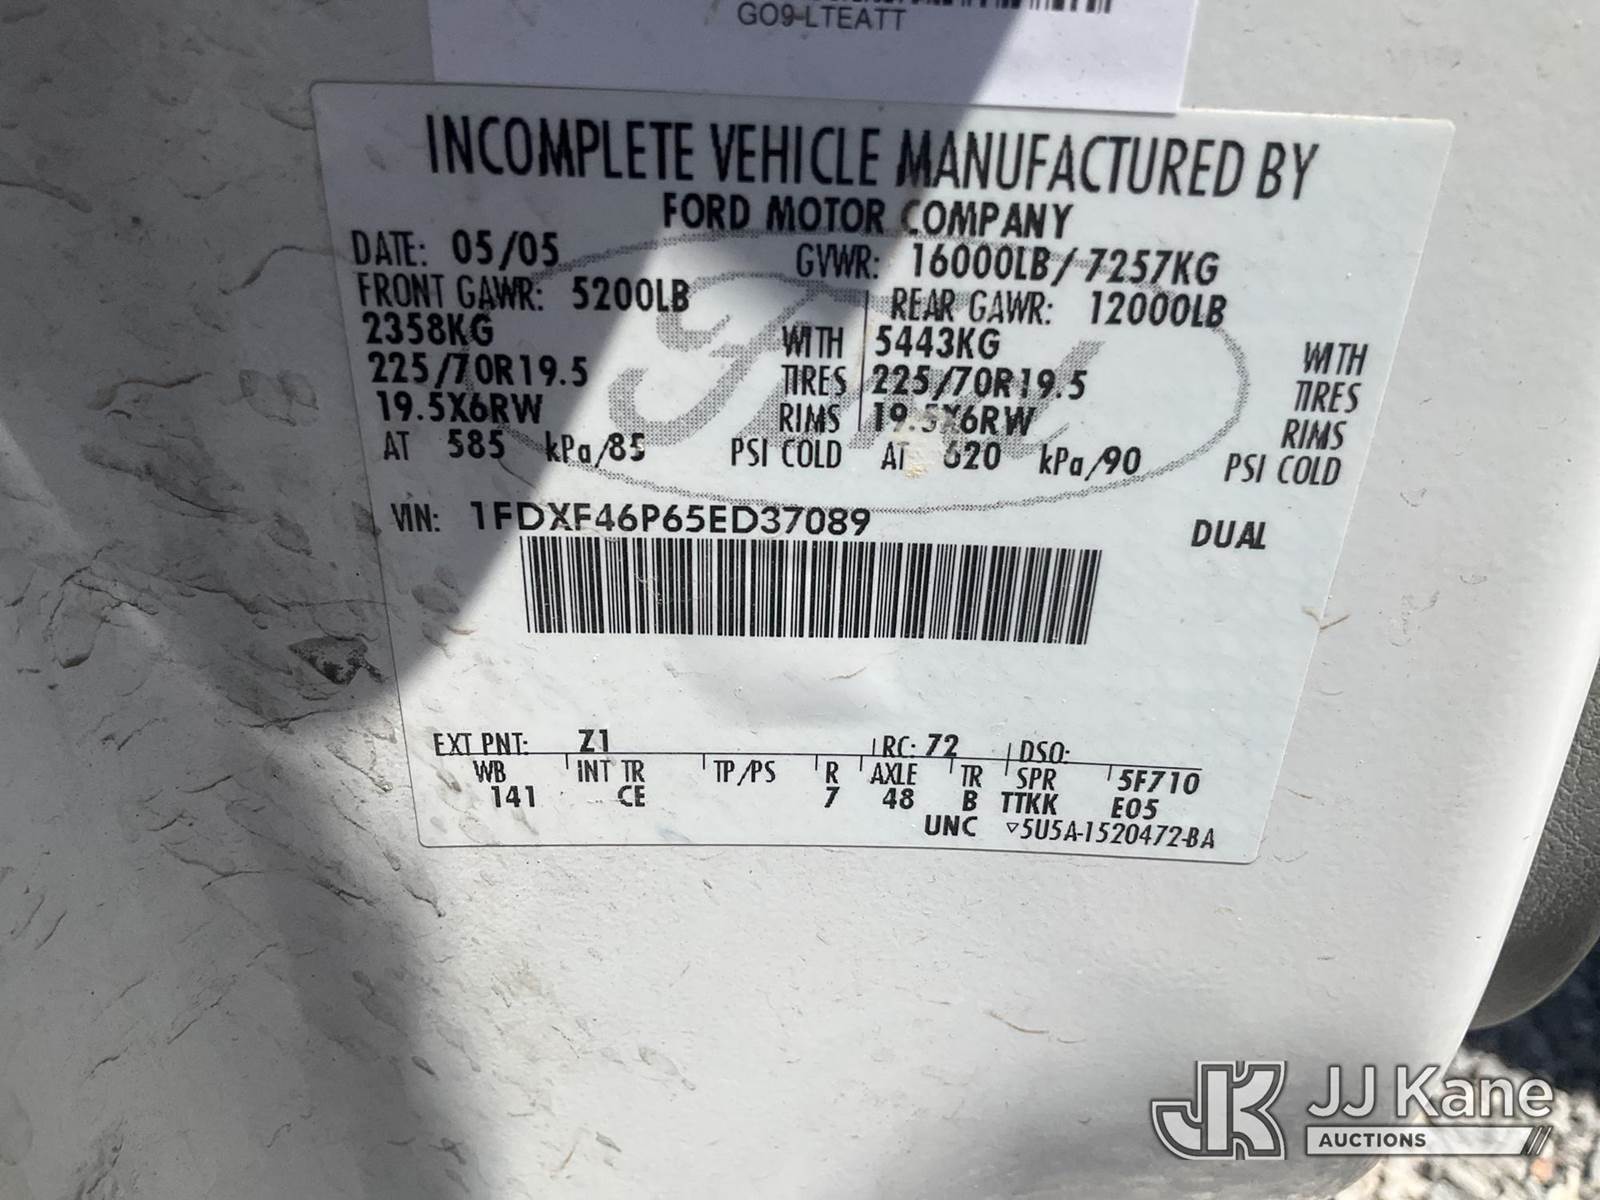 GO9-LTEATT
INCOMPLETE VEHICLE MANUFACTURED BY
FORD MOTOR COMPANY
DATE: 05/05 GVWR: 16000LB/ 7257KG
FRONT GAWR: 5200LB REAR GAWR: 12000LB
2358KG WITH 5443KG WITH
225/70R19.5 TIRES 225/70R19.5 TIRES
19.5X6RW RIMS 19.5X6RW RIMS
AT 585 kPa/85 PSI COLD AT 620 kPa/90 PSI COLD
VIN: 1FDXF46P65ED37089 DUAL
EXT PNT: Z1 RC: 72 DSO:
WB INT TR TP/PS R AXLE TR SPR 5F710
141 CE 7 48 B TTKK E05
UNC ▽5U5A-1520472-BA
Ford
JK JJ Kane
AUCTIONS